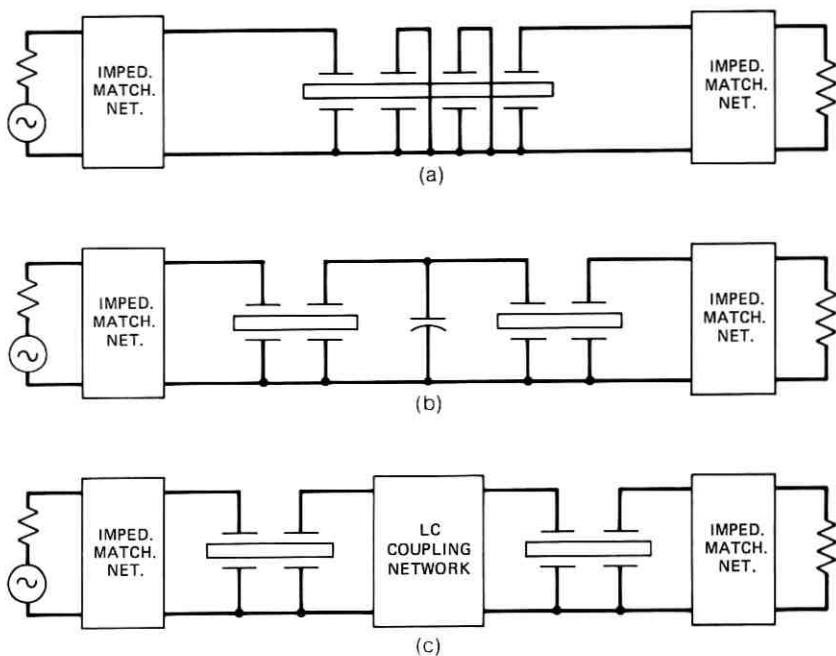 IMPED.
MATCH.
NET.
IMPED.
MATCH.
NET.
(a)
IMPED.
MATCH.
NET.
IMPED.
MATCH.
NET.
(b)
IMPED.
MATCH.
NET.
LC
COUPLING
NETWORK
IMPED.
MATCH.
NET.
(c)